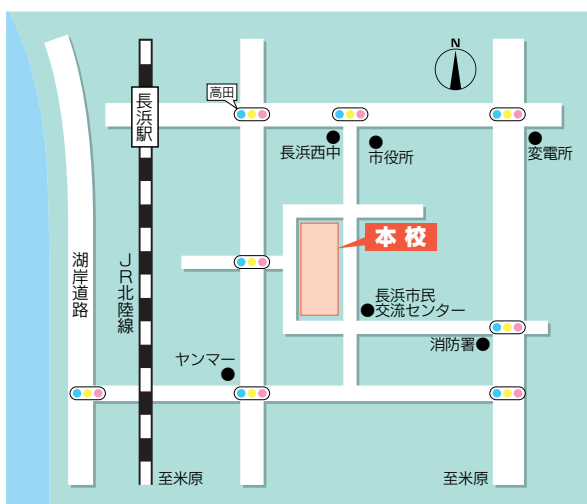 N
高田
長浜駅
長浜西中
市役所
変電所
本校
湖岸道路
JR北陸線
長浜市民
交流センター
消防署
ヤンマー
至米原
至米原